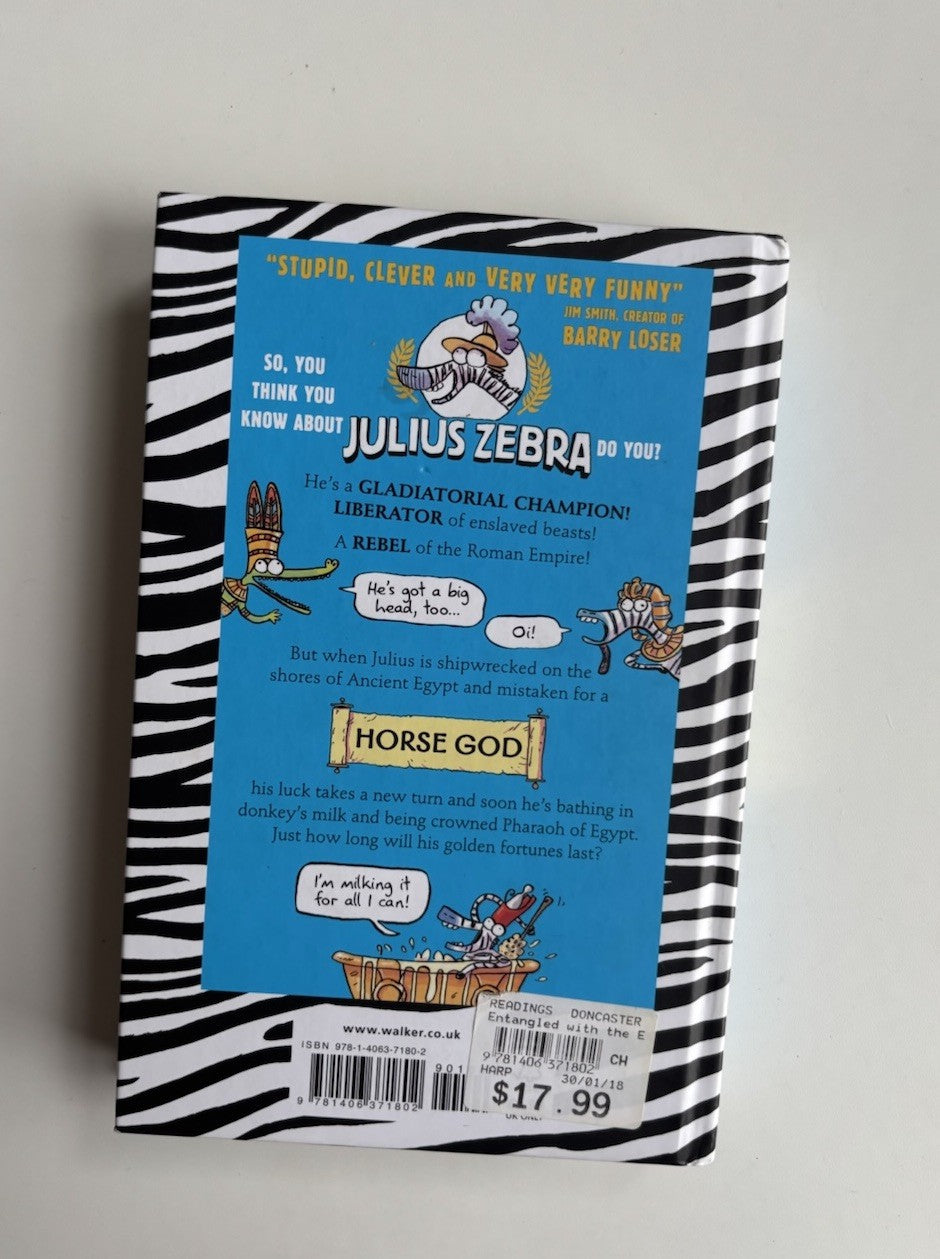 "STUPID, CLEVER AND VERY VERY FUNNY"
JIM SMITH, CREATOR OF
BARRY LOSER
SO, YOU
THINK YOU
KNOW ABOUT
JULIUS ZEBRA
DO YOU?
He's a GLADIATORIAL CHAMPION!
LIBERATOR of enslaved beasts!
A REBEL of the Roman Empire!
He's got a big
head, too...
Oi!
But when Julius is shipwrecked on the
shores of Ancient Egypt and mistaken for a
HORSE GOD
his luck takes a new turn and soon he's bathing in
donkey's milk and being crowned Pharaoh of Egypt.
Just how long will his golden fortunes last?
I'm milking it
for all I can!
www.walker.co.uk
ISBN 978-1-4063-7180-2
901
9 781406 371802
READINGS DONCASTER
Entangled with the E
9 781406 371802
CH
HARP
30/01/18
$17.99